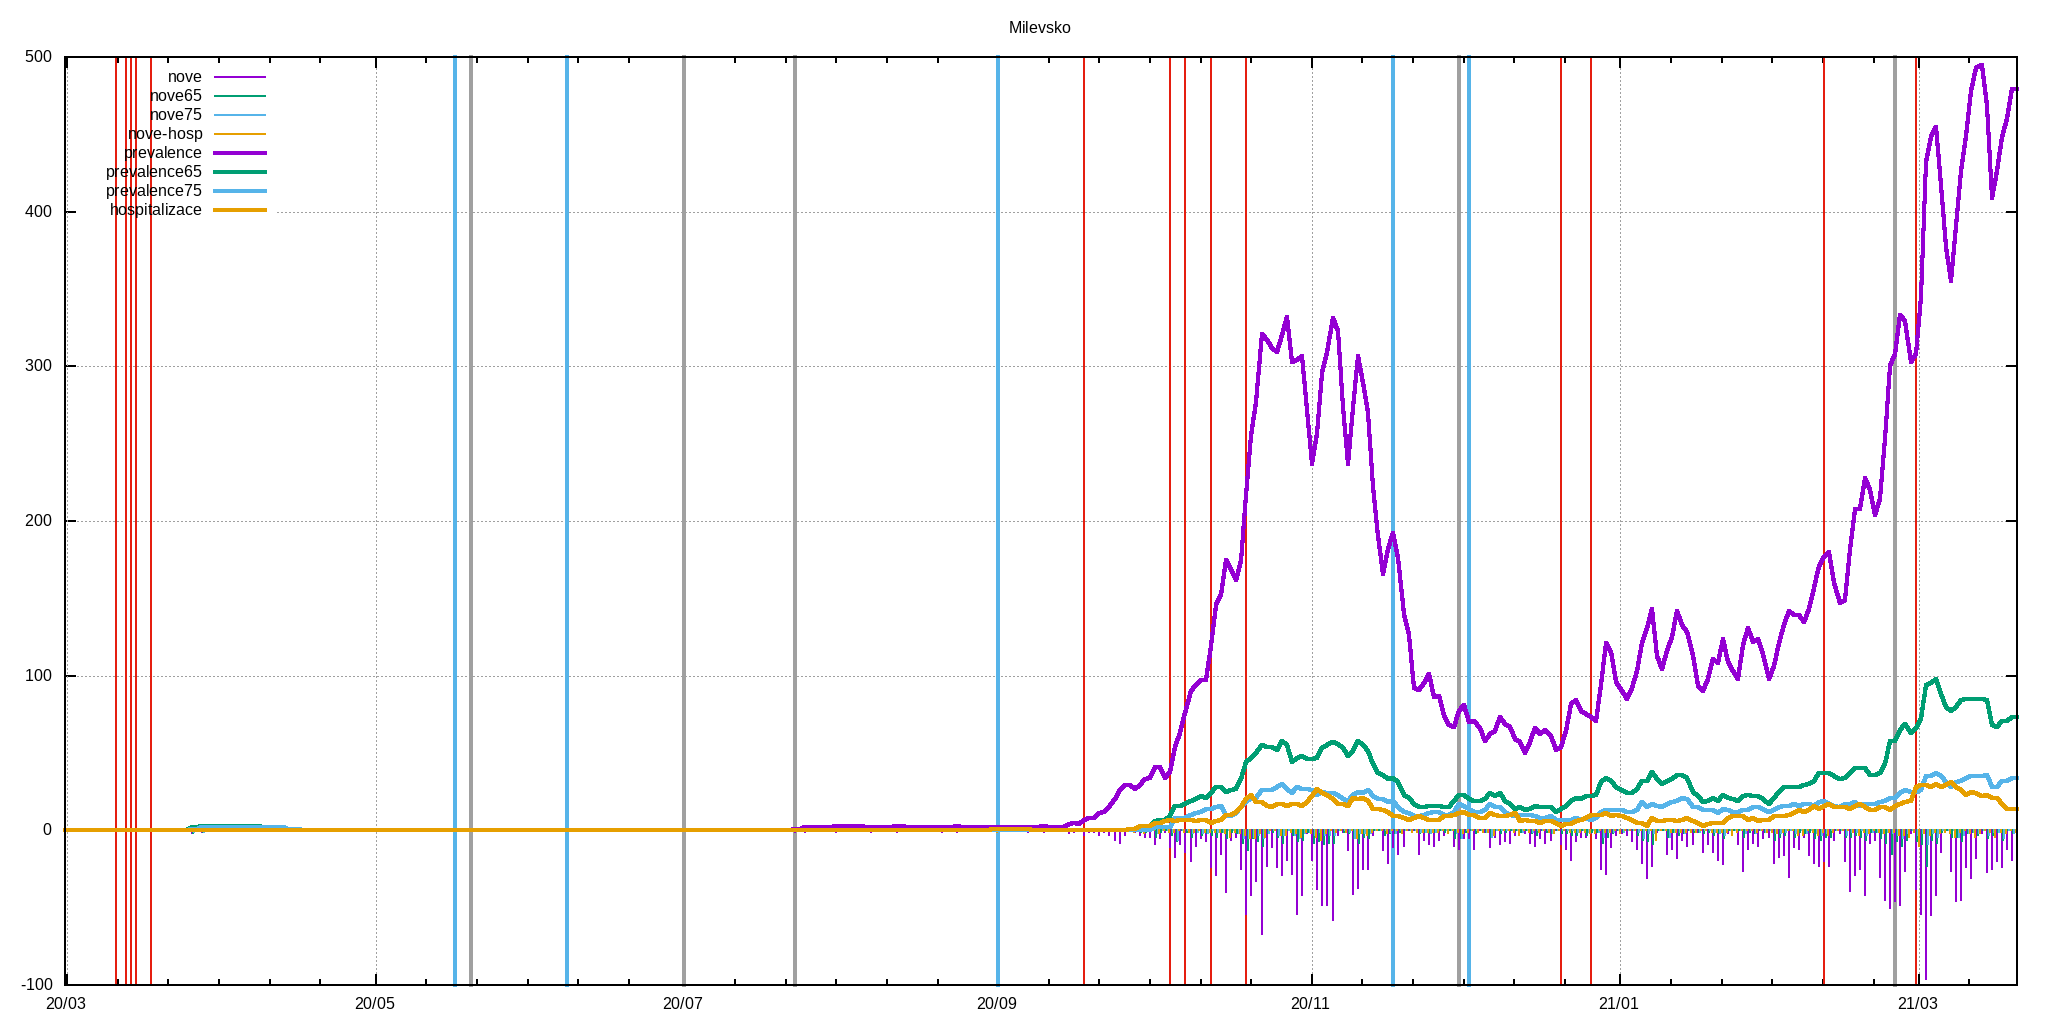 Milevsko
500
400
300
200
100
0
-100
nove
nove65
nove75
nove-hosp
prevalence
prevalence65
prevalence75
hospitalizace
20/03
20/05
20/07
20/09
20/11
21/01
21/03